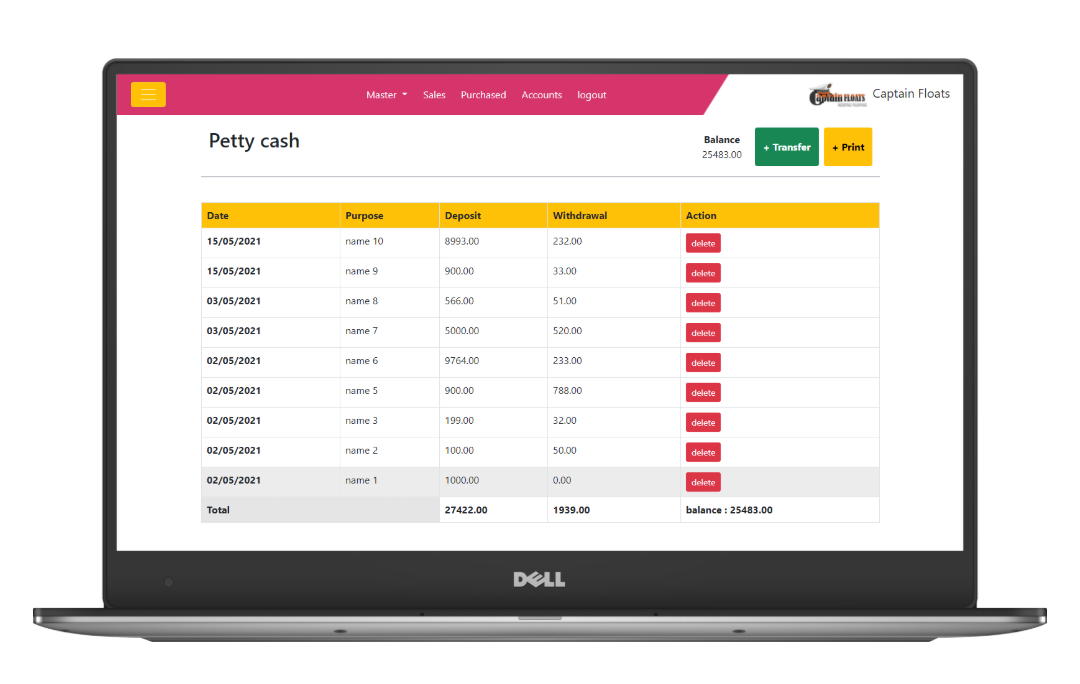 Master Sales Purchased Accounts logout
Captain FLOATS Captain Floats
Petty cash
Balance
25483.00
+ Transfer
+ Print
Date Purpose Deposit Withdrawal Action
15/05/2021 name 10 8993.00 232.00 delete
15/05/2021 name 9 900.00 33.00 delete
03/05/2021 name 8 566.00 51.00 delete
03/05/2021 name 7 5000.00 520.00 delete
02/05/2021 name 6 9764.00 233.00 delete
02/05/2021 name 5 900.00 788.00 delete
02/05/2021 name 3 199.00 32.00 delete
02/05/2021 name 2 100.00 50.00 delete
02/05/2021 name 1 1000.00 0.00 delete
Total 27422.00 1939.00 balance : 25483.00
DELL